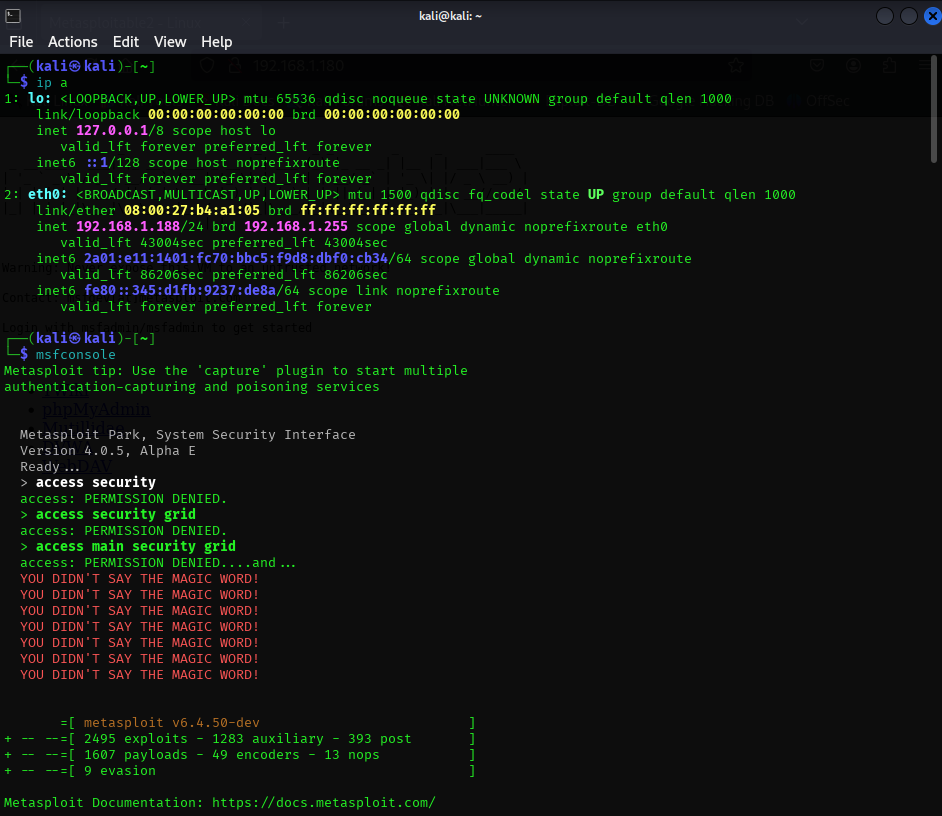 kali@kali: ~
File Actions Edit View Help
192.168.1.180
OffSec
┌──(kali㉿kali)-[~]
└─$ ip a
1: lo: <LOOPBACK,UP,LOWER_UP> mtu 65536 qdisc noqueue state UNKNOWN group default qlen 1000
    link/loopback 00:00:00:00:00:00 brd 00:00:00:00:00:00
    inet 127.0.0.1/8 scope host lo
       valid_lft forever preferred_lft forever
    inet6 ::1/128 scope host noprefixroute
       valid_lft forever preferred_lft forever
2: eth0: <BROADCAST,MULTICAST,UP,LOWER_UP> mtu 1500 qdisc fq_codel state UP group default qlen 1000
    link/ether 08:00:27:b4:a1:05 brd ff:ff:ff:ff:ff:ff
    inet 192.168.1.188/24 brd 192.168.1.255 scope global dynamic noprefixroute eth0
       valid_lft 43004sec preferred_lft 43004sec
    inet6 2a01:e11:1401:fc70:bbc5:f9d8:dbf0:cb34/64 scope global dynamic noprefixroute
       valid_lft 86206sec preferred_lft 86206sec
    inet6 fe80::345:d1fb:9237:de8a/64 scope link noprefixroute
       valid_lft forever preferred_lft forever
Login with msfadmin/msfadmin to get started
┌──(kali㉿kali)-[~]
└─$ msfconsole
Metasploit tip: Use the 'capture' plugin to start multiple
authentication-capturing and poisoning services
phpMyAdmin
  Metasploit Park, System Security Interface
  Version 4.0.5, Alpha E
  Ready...
  > access security
  access: PERMISSION DENIED.
  > access security grid
  access: PERMISSION DENIED.
  > access main security grid
  access: PERMISSION DENIED....and...
  YOU DIDN'T SAY THE MAGIC WORD!
  YOU DIDN'T SAY THE MAGIC WORD!
  YOU DIDN'T SAY THE MAGIC WORD!
  YOU DIDN'T SAY THE MAGIC WORD!
  YOU DIDN'T SAY THE MAGIC WORD!
  YOU DIDN'T SAY THE MAGIC WORD!
  YOU DIDN'T SAY THE MAGIC WORD!
       =[ metasploit v6.4.50-dev                          ]
+ -- --=[ 2495 exploits - 1283 auxiliary - 393 post       ]
+ -- --=[ 1607 payloads - 49 encoders - 13 nops           ]
+ -- --=[ 9 evasion                                       ]
Metasploit Documentation: https://docs.metasploit.com/